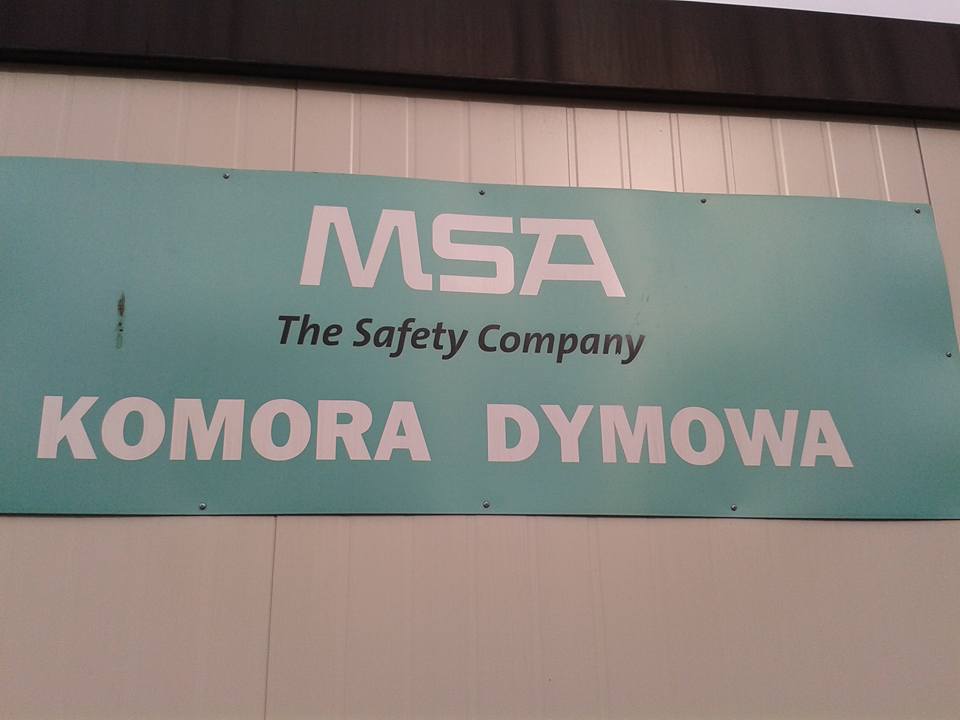 MSA
The Safety Company
KOMORA DYMOWA